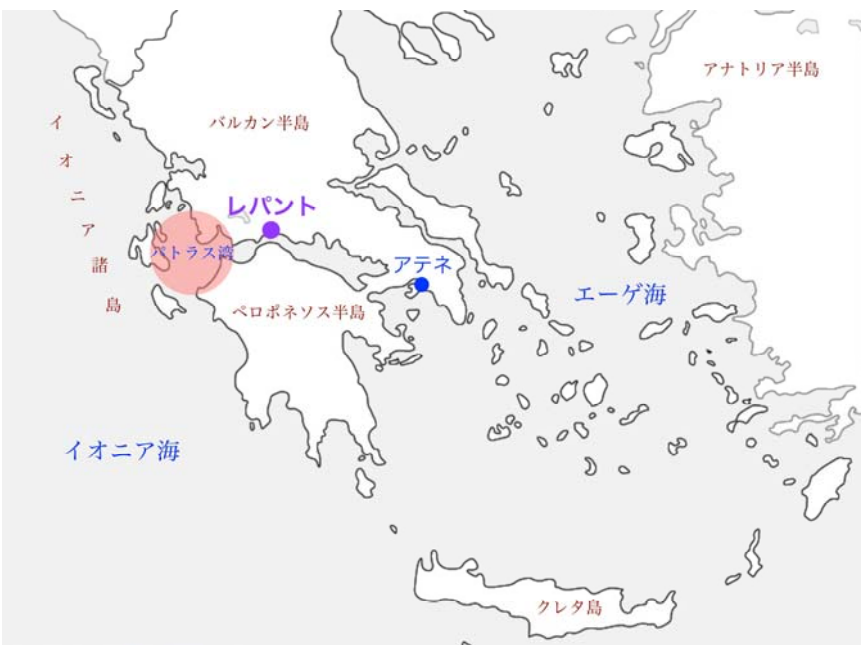 アナトリア半島
バルカン半島
イオニア諸島
レパント
パトラス湾
アテネ
エーゲ海
ペロポネソス半島
イオニア海
クレタ島